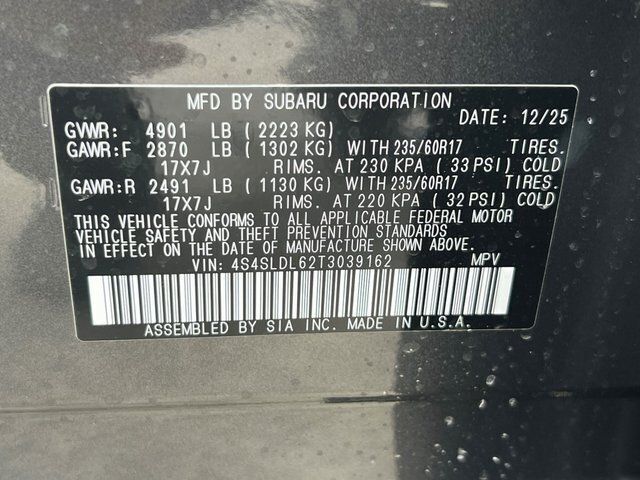 MFD BY SUBARU CORPORATION
DATE: 12/25
GVWR: 4901 LB (2223 KG)
GAWR:F 2870 LB (1302 KG) WITH 235/60R17 TIRES.
17X7J RIMS. AT 230 KPA (33 PSI) COLD
GAWR:R 2491 LB (1130 KG) WITH 235/60R17 TIRES.
17X7J RIMS. AT 220 KPA (32 PSI) COLD
THIS VEHICLE CONFORMS TO ALL APPLICABLE FEDERAL MOTOR
VEHICLE SAFETY AND THEFT PREVENTION STANDARDS
IN EFFECT ON THE DATE OF MANUFACTURE SHOWN ABOVE.
VIN: 4S4SLDL62T3039162 MPV
ASSEMBLED BY SIA INC. MADE IN U.S.A.